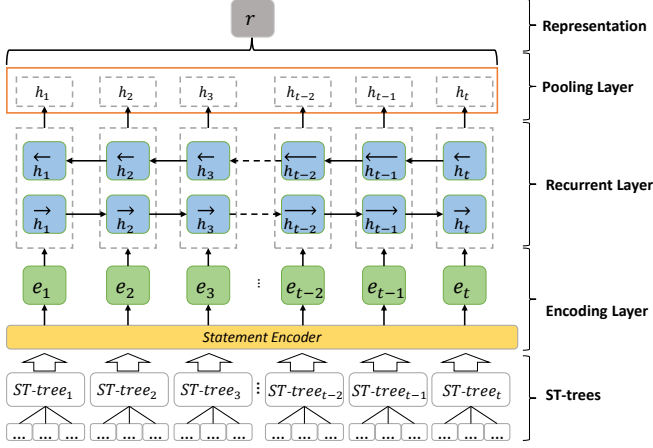 r
Representation
h₁ h₂ h₃ hₜ₋₂ hₜ₋₁ hₜ
Pooling Layer
←h₁ ←h₂ ←h₃ ←hₜ₋₂ ←hₜ₋₁ ←hₜ
Recurrent Layer
→h₁ →h₂ →h₃ →hₜ₋₂ →hₜ₋₁ →hₜ
e₁ e₂ e₃ ... eₜ₋₂ eₜ₋₁ eₜ
Encoding Layer
Statement Encoder
ST-tree₁ ST-tree₂ ST-tree₃ ... ST-treeₜ₋₂ ST-treeₜ₋₁ ST-treeₜ
ST-trees
... ... ... ... ... ... ... ... ... ... ... ... ... ... ... ... ... ...